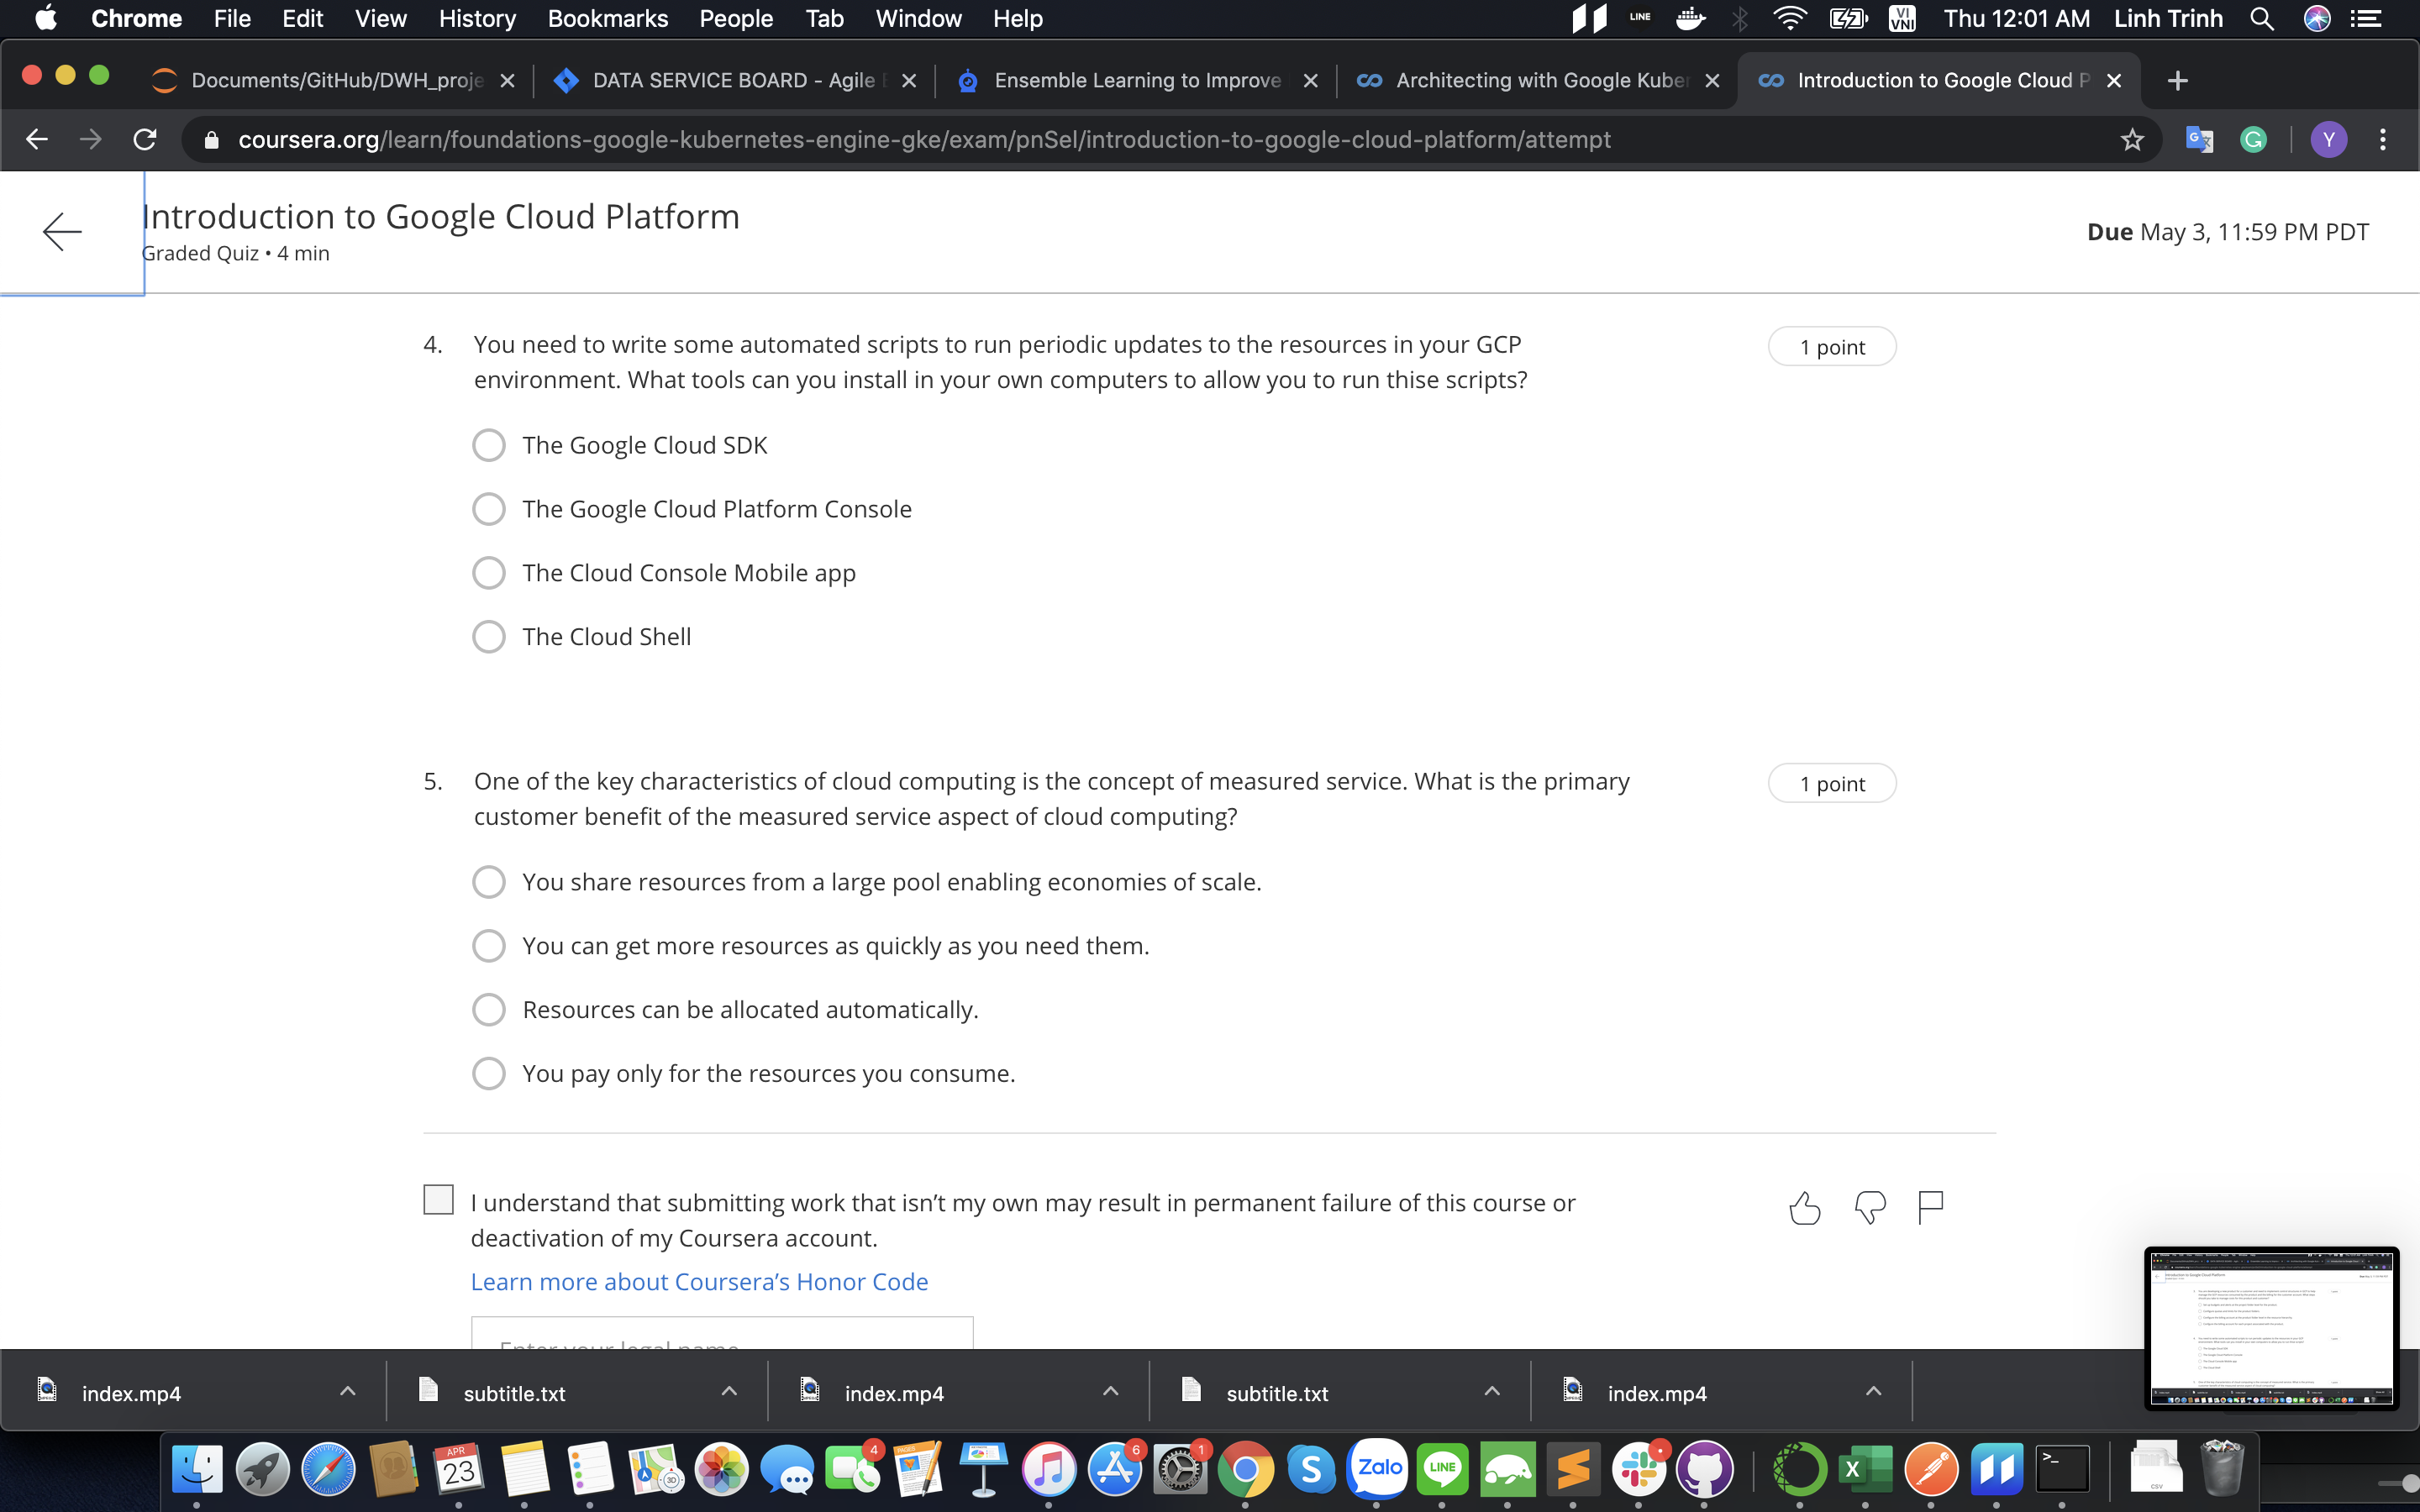 Chrome File Edit View History Bookmarks People Tab Window Help LINE VI VNI Thu 12:01 AM Linh Trinh
Documents/GitHub/DWH_proje DATA SERVICE BOARD - Agile Ensemble Learning to Improve Architecting with Google Kuber Introduction to Google Cloud P
coursera.org/learn/foundations-google-kubernetes-engine-gke/exam/pnSel/introduction-to-google-cloud-platform/attempt Y
Introduction to Google Cloud Platform
Graded Quiz • 4 min
Due May 3, 11:59 PM PDT
4. You need to write some automated scripts to run periodic updates to the resources in your GCP
environment. What tools can you install in your own computers to allow you to run thise scripts?
1 point
The Google Cloud SDK
The Google Cloud Platform Console
The Cloud Console Mobile app
The Cloud Shell
5. One of the key characteristics of cloud computing is the concept of measured service. What is the primary
customer benefit of the measured service aspect of cloud computing?
1 point
You share resources from a large pool enabling economies of scale.
You can get more resources as quickly as you need them.
Resources can be allocated automatically.
You pay only for the resources you consume.
I understand that submitting work that isn't my own may result in permanent failure of this course or
deactivation of my Coursera account.
Learn more about Coursera's Honor Code
Enter your legal name
index.mp4 subtitle.txt index.mp4 subtitle.txt index.mp4
APR 23 3D 4 PAGES 6 1 S Zalo LINE X >_ CSV